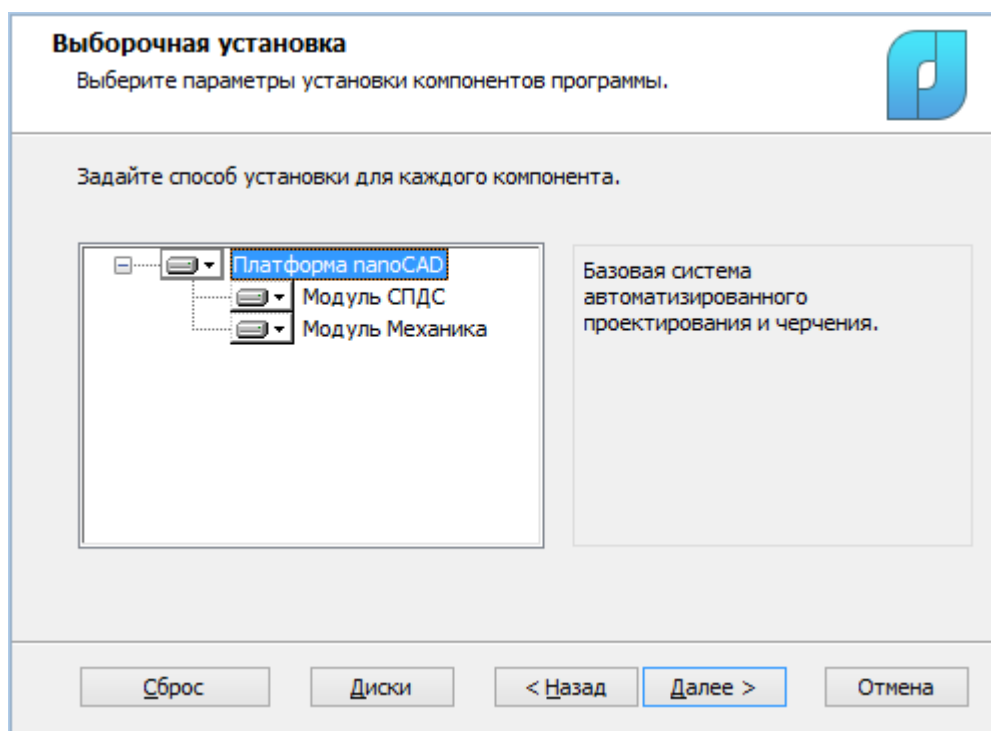 Выборочная установка
Выберите параметры установки компонентов программы.
Задайте способ установки для каждого компонента.
Платформа nanoCAD
Модуль СПДС
Модуль Механика
Базовая система
автоматизированного
проектирования и черчения.
Сброс
Диски
< Назад
Далее >
Отмена